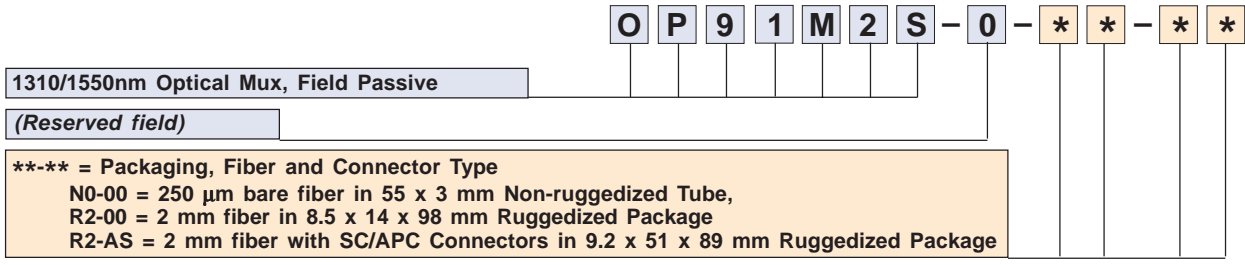 OP91M2S-0-**-**
1310/1550nm Optical Mux, Field Passive
(Reserved field)
**-** = Packaging, Fiber and Connector Type
N0-00 = 250 µm bare fiber in 55 x 3 mm Non-ruggedized Tube,
R2-00 = 2 mm fiber in 8.5 x 14 x 98 mm Ruggedized Package
R2-AS = 2 mm fiber with SC/APC Connectors in 9.2 x 51 x 89 mm Ruggedized Package